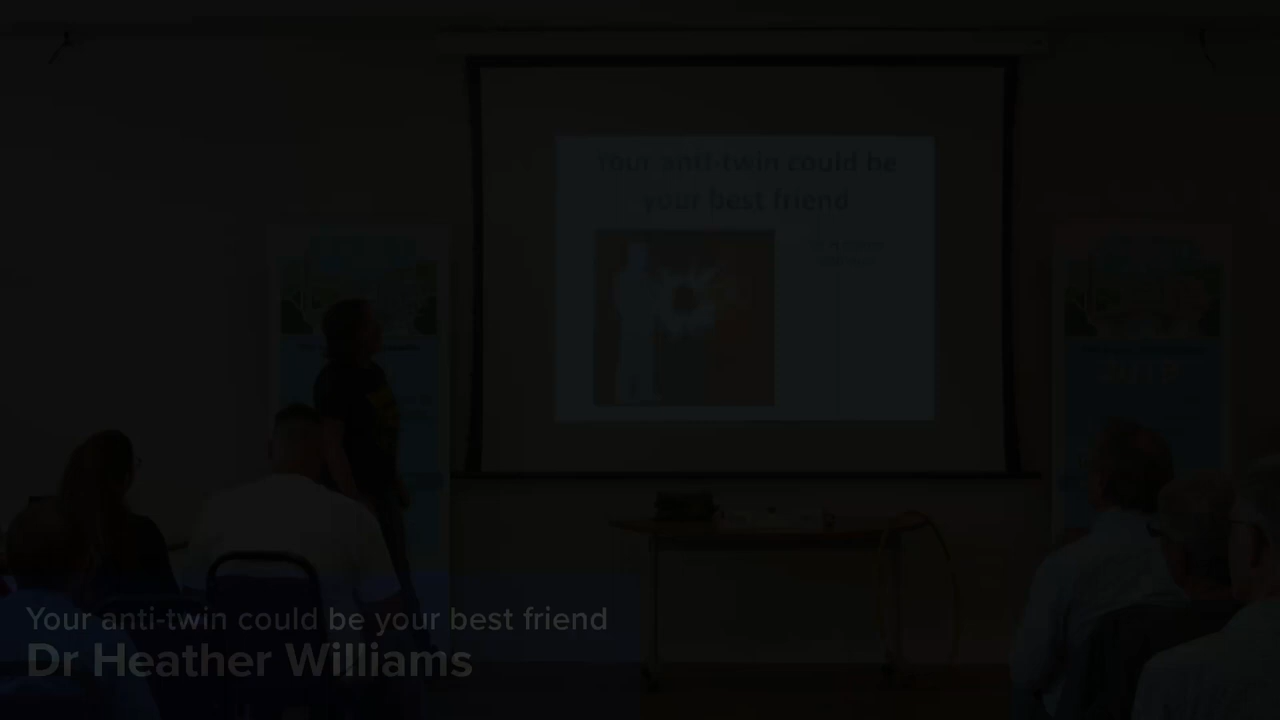 Your anti-twin could be
your best friend
Your anti-twin could be your best friend
Dr Heather Williams